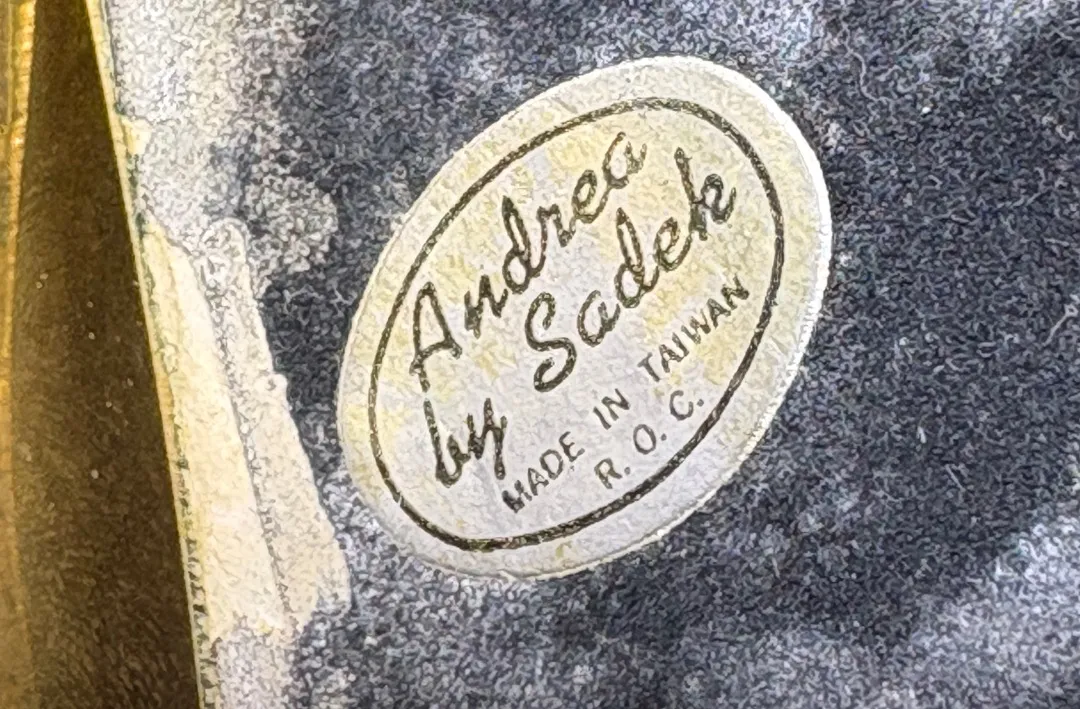 Andrea
by Sadek
MADE IN TAIWAN
R. O. C.